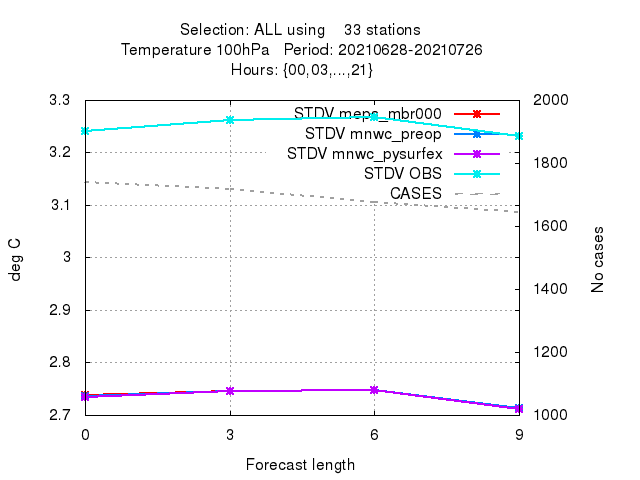 Selection: ALL using    33 stations
Temperature 100hPa   Period: 20210628-20210726
Hours: {00,03,...,21}
3.3
3.2
3.1
3
2.9
2.8
2.7
deg C
2000
1800
1600
1400
1200
1000
No cases
STDV meps_mbr000
STDV mnwc_preop
STDV mnwc_pysurfex
STDV OBS
CASES
0
3
6
9
Forecast length